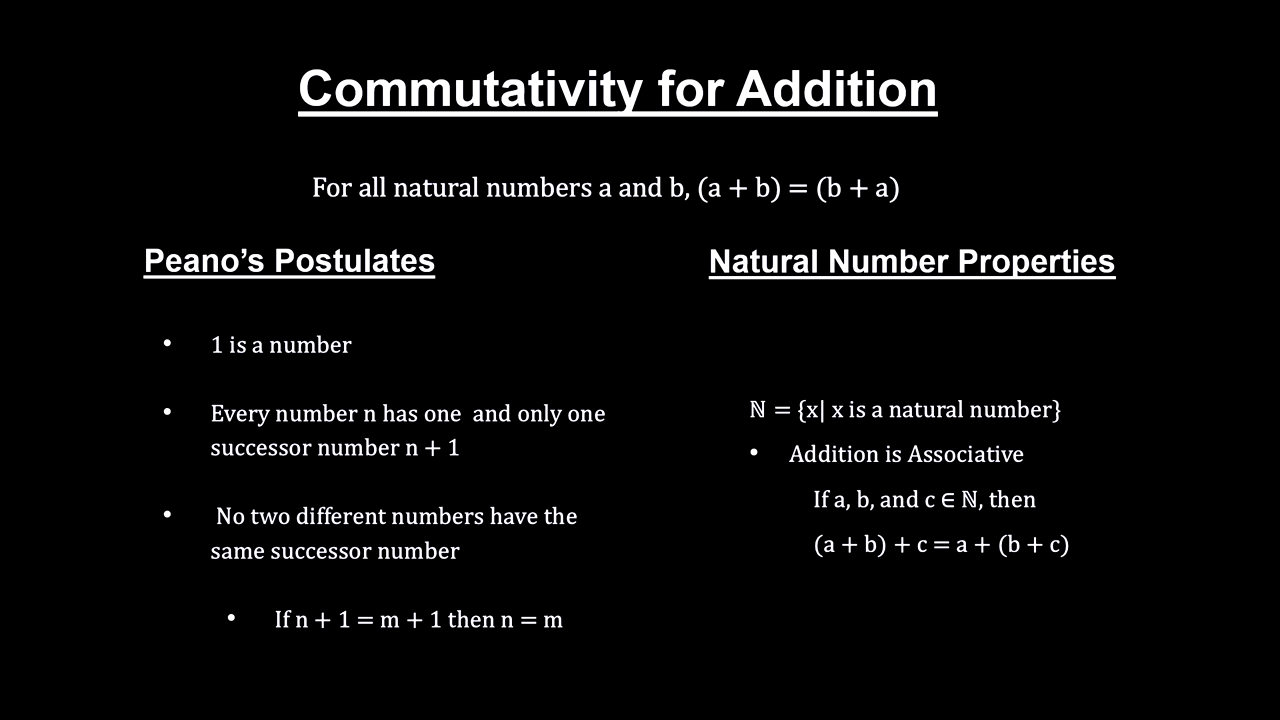 Commutativity for Addition
For all natural numbers a and b, (a + b) = (b + a)
Peano’s Postulates
• 1 is a number
• Every number n has one  and only one
successor number n + 1
• No two different numbers have the
same successor number
• If n + 1 = m + 1 then n = m
Natural Number Properties
ℕ = {x| x is a natural number}
• Addition is Associative
If a, b, and c ∈ ℕ, then
(a + b) + c = a + (b + c)